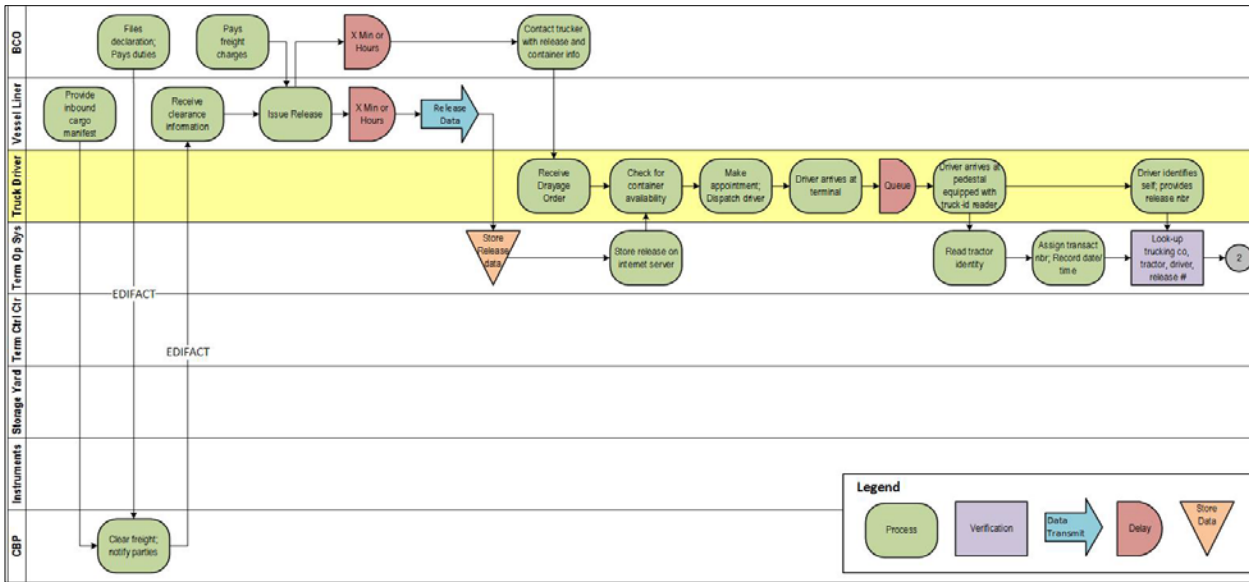 BCO
Files
declaration;
Pays duties
Pays
freight
charges
X Min or
Hours
Contact trucker
with release and
container info
Vessel Liner
Provide
inbound
cargo
manifest
Receive
clearance
information
Issue Release
X Min or
Hours
Release
Data
Truck Driver
Receive
Drayage
Order
Check for
container
availability
Make
appointment;
Dispatch driver
Driver arrives at
terminal
Queue
Driver arrives at
pedestal
equipped with
truck-id reader
Driver identifies
self; provides
release nbr
Term Op Sys
Store
Release
data
Store release on
internet server
Read tractor
identity
Assign transact
nbr; Record date/
time
Look-up
trucking co,
tractor, driver,
release #
2
EDIFACT
Term Ctrl Ctr
EDIFACT
Storage Yard
Instruments
CBP
Clear freight;
notify parties
Legend
Process
Verification
Data
Transmit
Delay
Store
Data